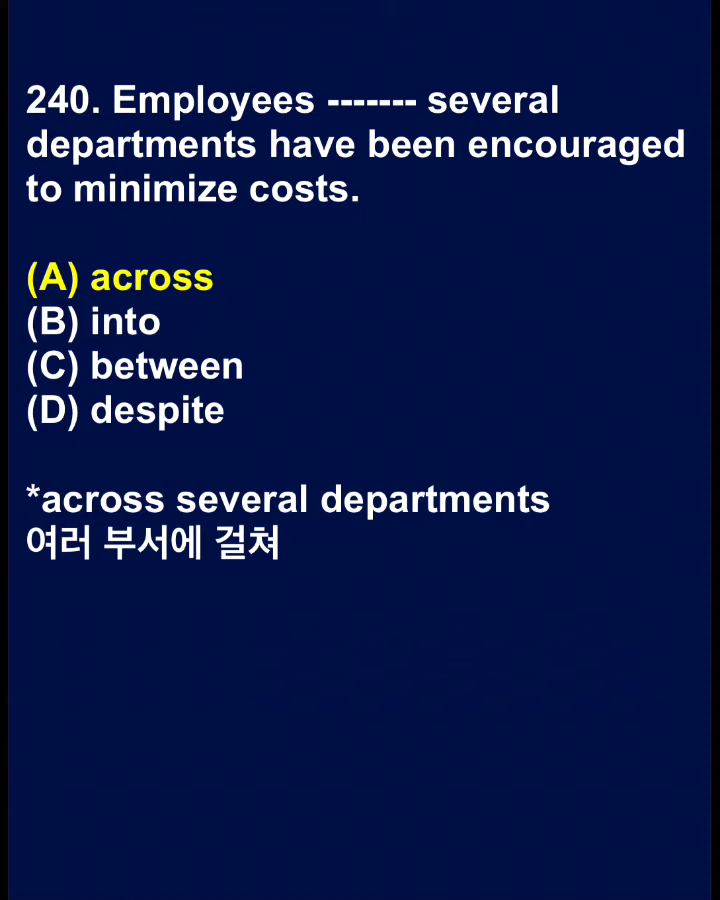 240. Employees ------- several
departments have been encouraged
to minimize costs.
(A) across
(B) into
(C) between
(D) despite
*across several departments
여러 부서에 걸쳐